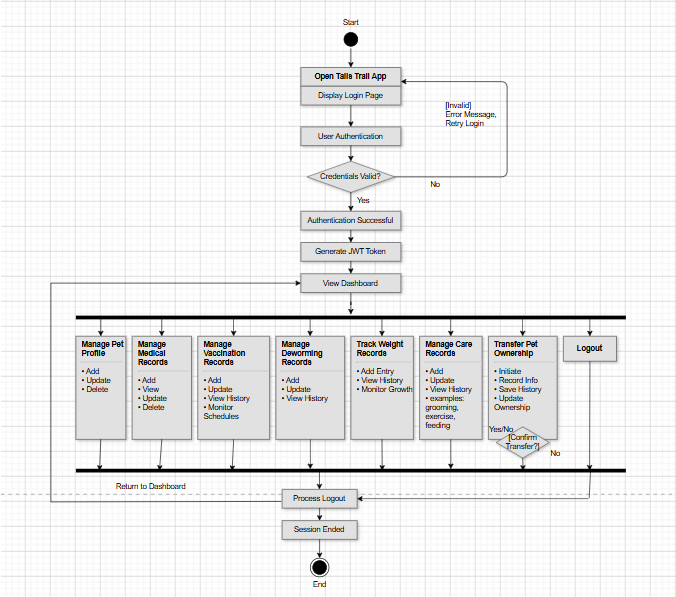 Start
Open Tails Trail App
Display Login Page
[Invalid]
Error Message,
Retry Login
User Authentication
Credentials Valid?
No
Yes
Authentication Successful
Generate JWT Token
View Dashboard
Manage Pet
Profile
• Add
• Update
• Delete
Manage
Medical
Records
• Add
• View
• Update
• Delete
Manage
Vaccination
Records
• Add
• Update
• View History
• Monitor
Schedules
Manage
Deworming
Records
• Add
• Update
• View History
Track Weight
Records
• Add Entry
• View History
• Monitor Growth
Manage Care
Records
• Add
• Update
• View History
• examples:
grooming,
exercise,
feeding
Transfer Pet
Ownership
• Initiate
• Record Info
• Save History
• Update
Ownership
Yes/No
[Confirm
Transfer?]
No
Logout
Return to Dashboard
Process Logout
Session Ended
End